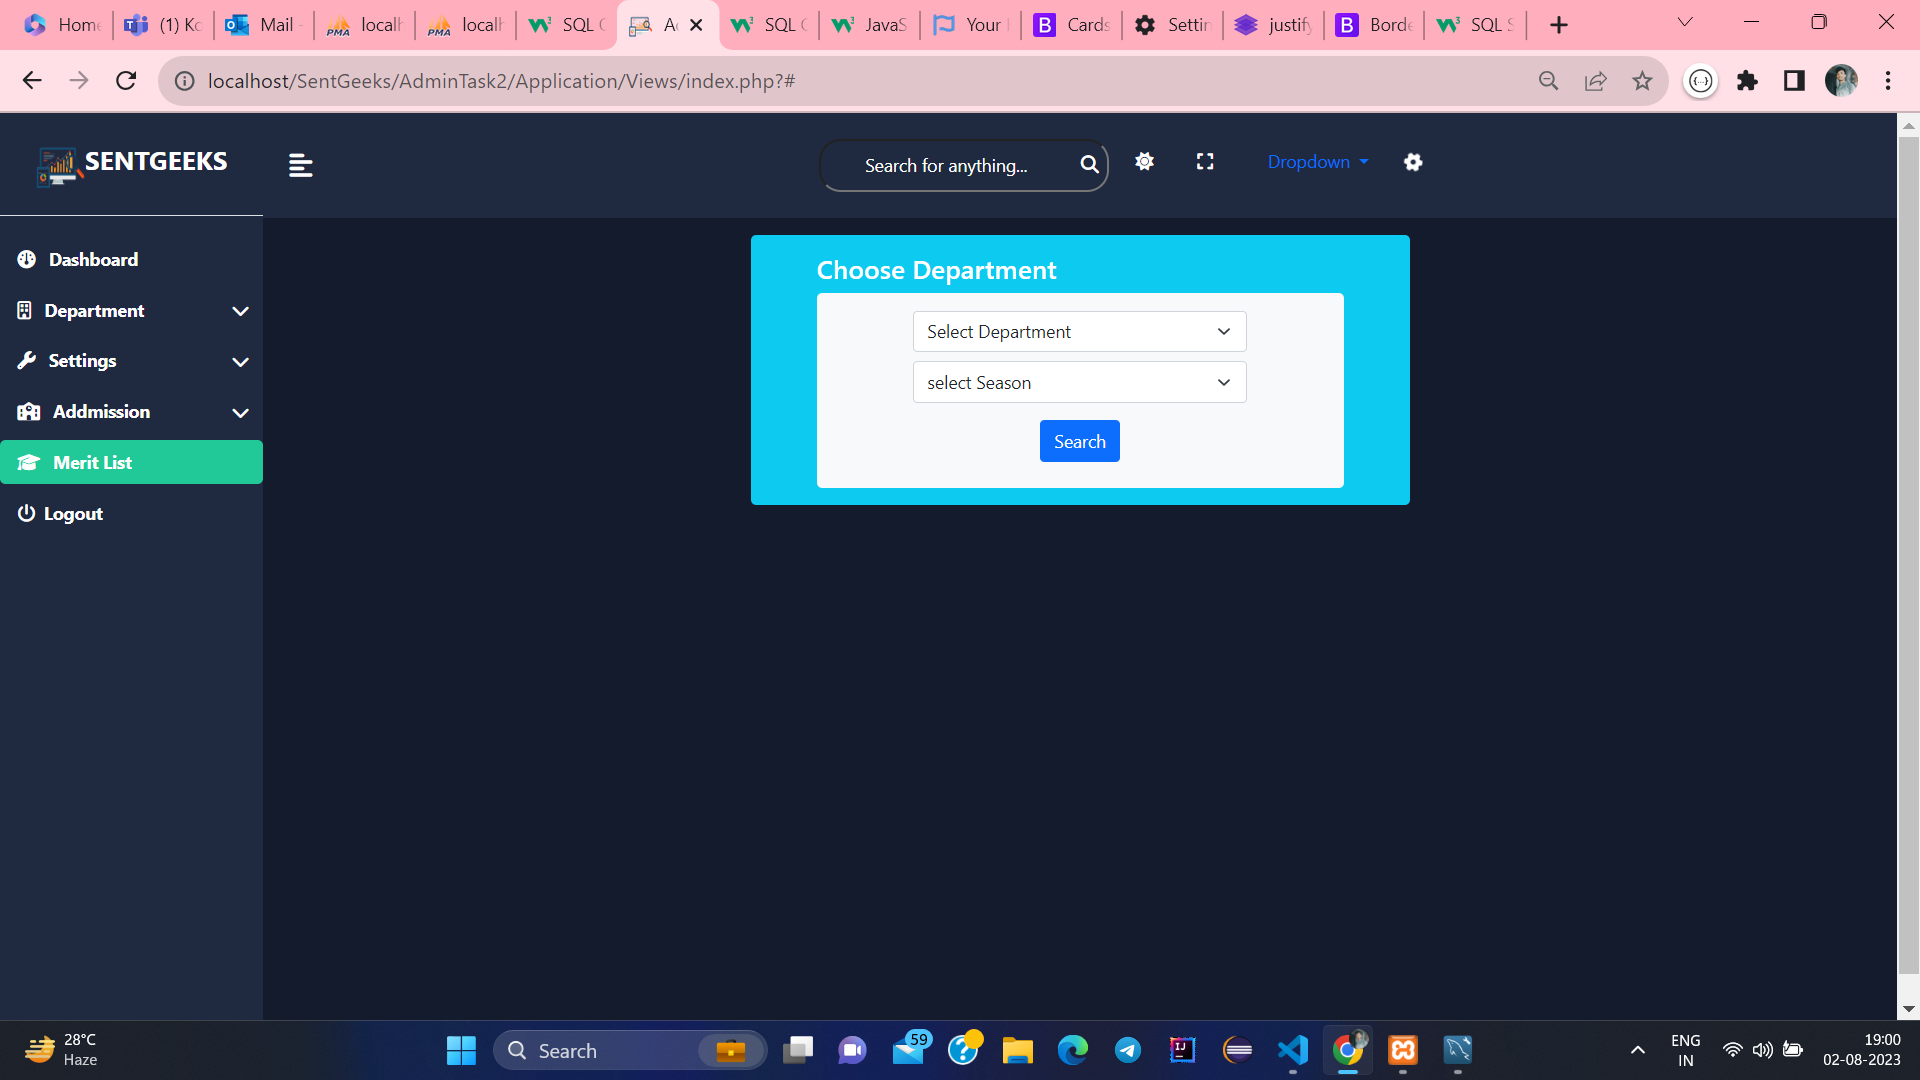 Home
(1) Ko
Mail -
localh
localh
SQL C
Ac
SQL C
JavaS
Your
Cards
Settin
justify
Borde
SQL S
localhost/SentGeeks/AdminTask2/Application/Views/index.php?#
SENTGEEKS
Search for anything...
Dropdown
Dashboard
Department
Settings
Addmission
Merit List
Logout
Choose Department
Select Department
select Season
Search
28°C
Haze
Search
59
ENG
IN
19:00
02-08-2023